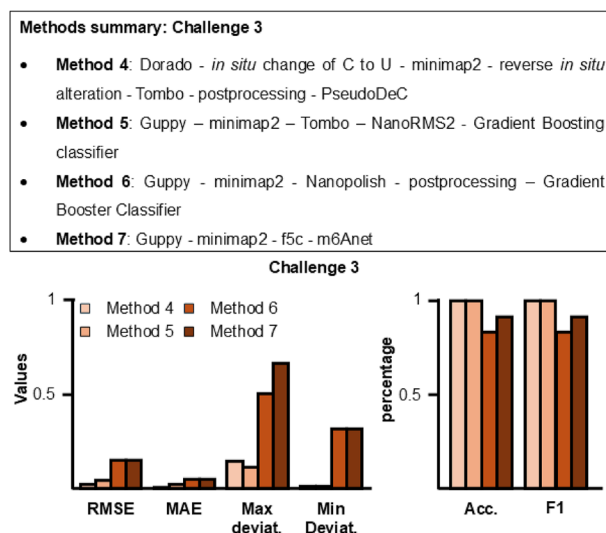 Methods summary: Challenge 3
• Method 4: Dorado - in situ change of C to U - minimap2 - reverse in situ
alteration - Tombo - postprocessing - PseudoDeC
• Method 5: Guppy – minimap2 – Tombo – NanoRMS2 - Gradient Boosting
classifier
• Method 6: Guppy - minimap2 - Nanopolish - postprocessing – Gradient
Booster Classifier
• Method 7: Guppy - minimap2 - f5c - m6Anet
Challenge 3
Values
1
0.5
Method 4
Method 5
Method 6
Method 7
RMSE
MAE
Max
deviat.
Min
Deviat.
percentage
1
0.5
Acc.
F1